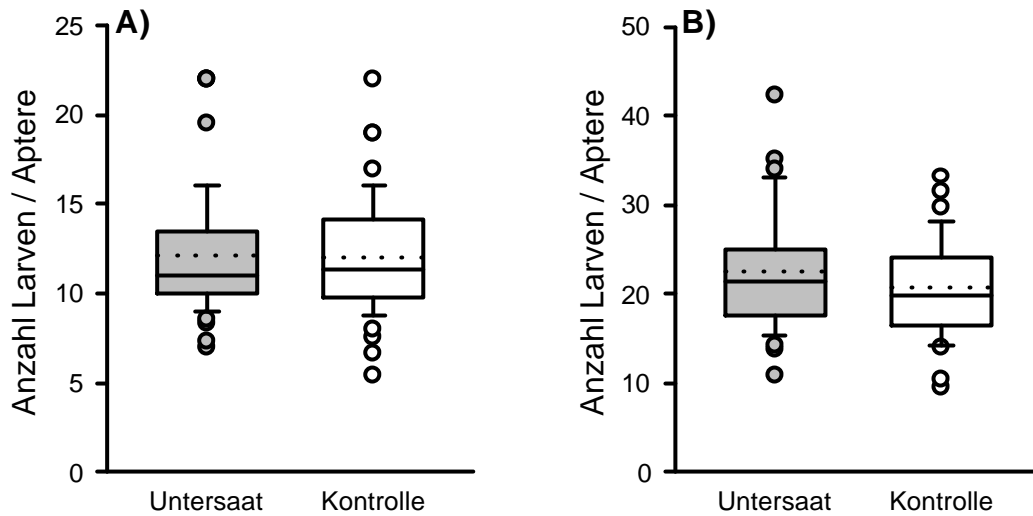 A)
Anzahl Larven / Aptere
25
20
15
10
5
0
Untersaat Kontrolle
B)
Anzahl Larven / Aptere
50
40
30
20
10
0
Untersaat Kontrolle